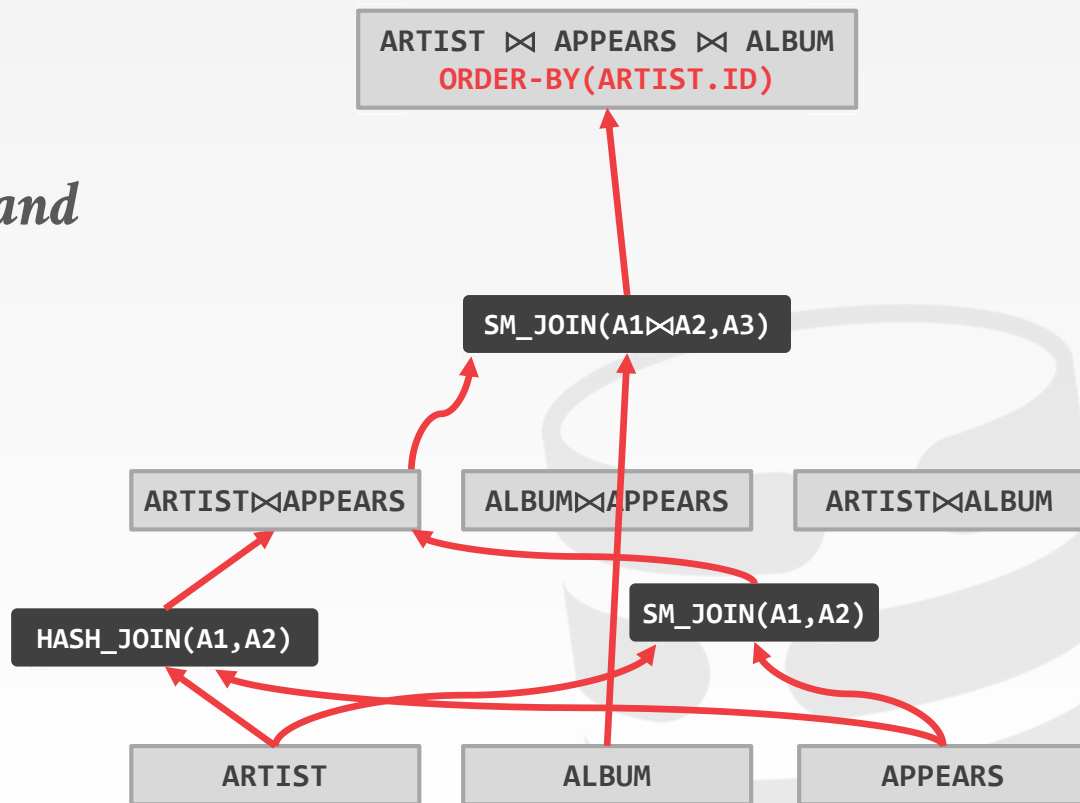 ARTIST ⋈ APPEARS ⋈ ALBUM
ORDER-BY(ARTIST.ID)
and
SM_JOIN(A1⋈A2,A3)
ARTIST⋈APPEARS
ALBUM⋈APPEARS
ARTIST⋈ALBUM
SM_JOIN(A1,A2)
HASH_JOIN(A1,A2)
ARTIST
ALBUM
APPEARS